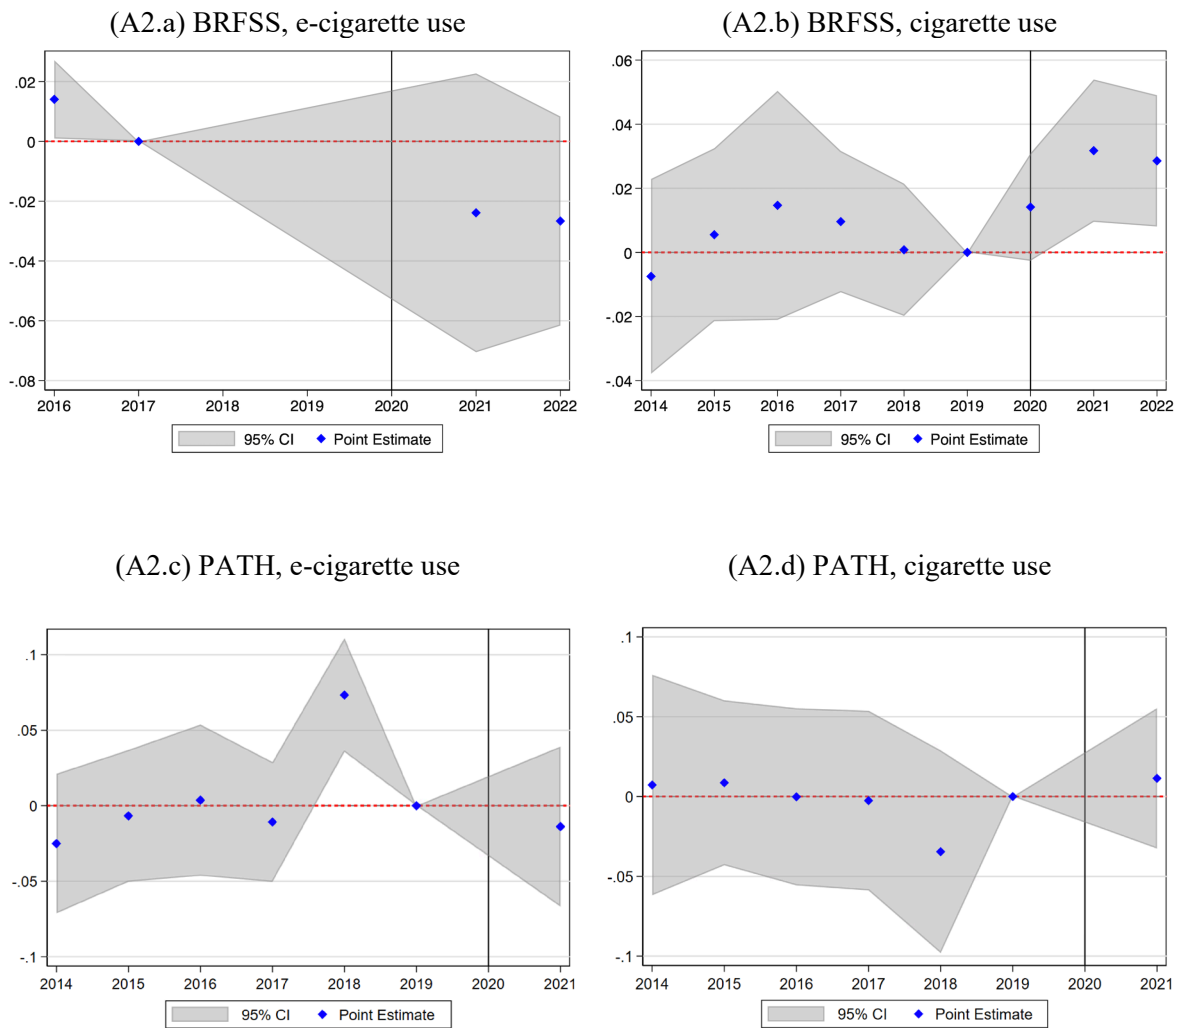 (A2.a) BRFSS, e-cigarette use
.02
0
-.02
-.04
-.06
-.08
2016 2017 2018 2019 2020 2021 2022
95% CI Point Estimate
(A2.b) BRFSS, cigarette use
.06
.04
.02
0
-.02
-.04
2014 2015 2016 2017 2018 2019 2020 2021 2022
95% CI Point Estimate
(A2.c) PATH, e-cigarette use
.1
.05
0
-.05
-.1
2014 2015 2016 2017 2018 2019 2020 2021
95% CI Point Estimate
(A2.d) PATH, cigarette use
.1
.05
0
-.05
-.1
2014 2015 2016 2017 2018 2019 2020 2021
95% CI Point Estimate